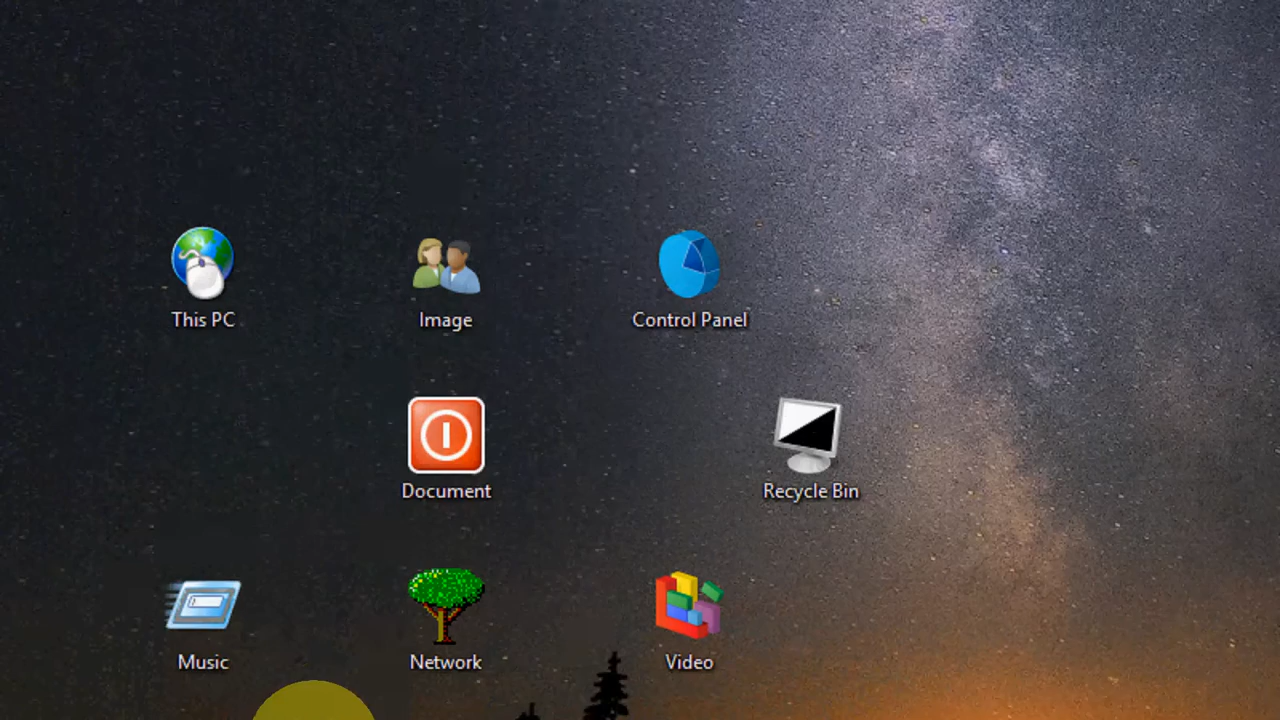 This PC
Image
Control Panel
Document
Recycle Bin
Music
Network
Video